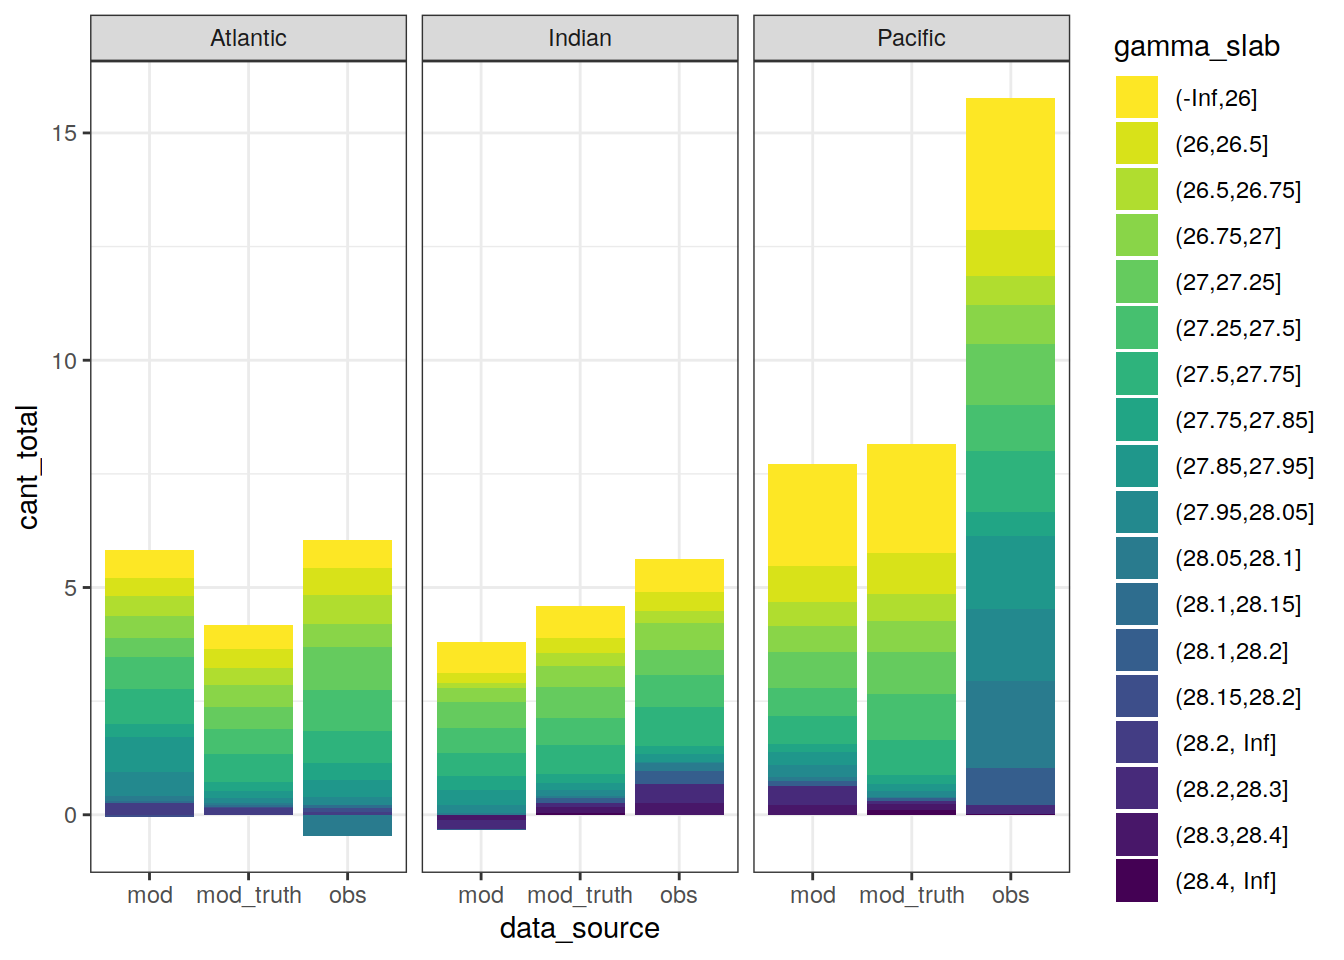 Atlantic
Indian
Pacific
15
10
5
0
cant_total
mod mod_truth obs
mod mod_truth obs
mod mod_truth obs
data_source
gamma_slab
(-Inf,26]
(26,26.5]
(26.5,26.75]
(26.75,27]
(27,27.25]
(27.25,27.5]
(27.5,27.75]
(27.75,27.85]
(27.85,27.95]
(27.95,28.05]
(28.05,28.1]
(28.1,28.15]
(28.1,28.2]
(28.15,28.2]
(28.2, Inf]
(28.2,28.3]
(28.3,28.4]
(28.4, Inf]